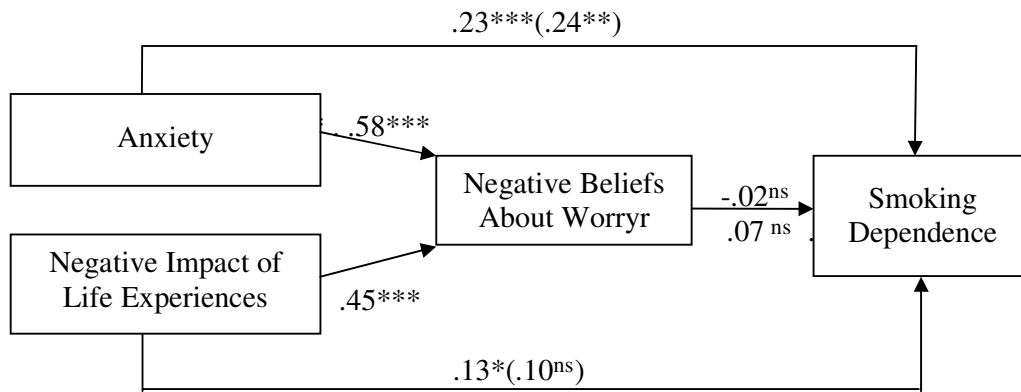 .23***(.24**)
Anxiety
* . .58***
Negative Beliefs
About Worryr
-.02ns
.07 ns .
Smoking
Dependence
Negative Impact of
Life Experiences
.45***
.13*(.10ns)